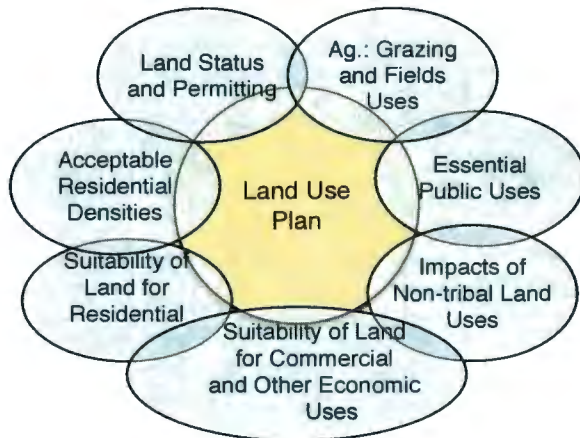 Land Status
and Permitting
Ag.: Grazing
and Fields
Uses
Acceptable
Residential
Densities
Land Use
Plan
Essential
Public Uses
Suitability of
Land for
Residential
Impacts of
Non-tribal Land
Uses
Suitability of Land
for Commercial
and Other Economic
Uses